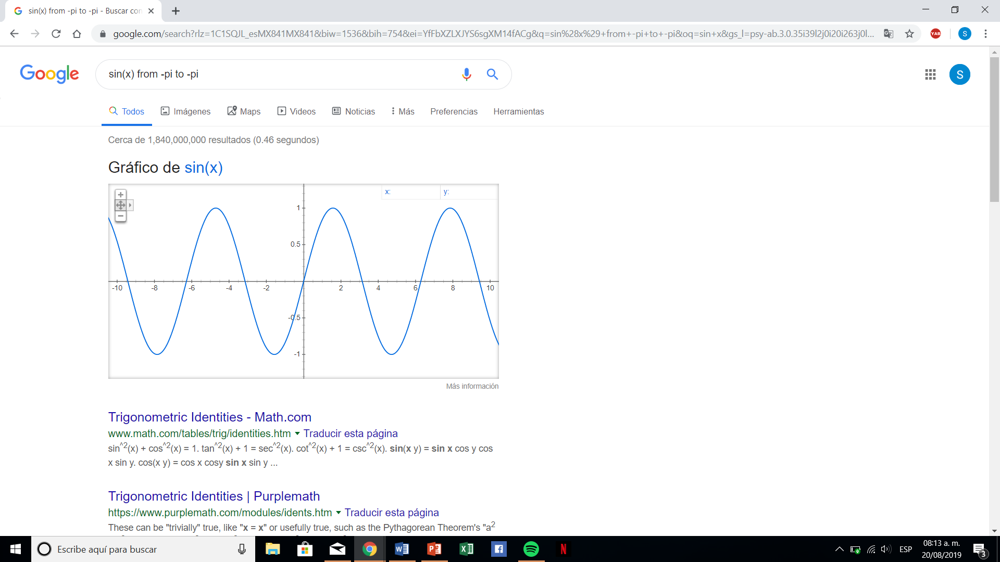 sin(x) from -pi to -pi - Buscar con
google.com/search?rlz=1C1SQJL_esMX841MX841&biw=1536&bih=754&ei=YfFbXZLXJYS6sgXM14fACg&q=sin%28x%29+from+-pi+to+-pi&oq=sin+x&gs_l=psy-ab.3.0.35i39l2j0i20i263j0l...
YAB
S
Google
sin(x) from -pi to -pi
S
Todos Imágenes Maps Videos Noticias Más Preferencias Herramientas
Cerca de 1,840,000,000 resultados (0.46 segundos)
Gráfico de sin(x)
x: y:
1
0.5
-10 -8 -6 -4 -2 2 4 6 8 10
-0.5
-1
Más información
Trigonometric Identities - Math.com
www.math.com/tables/trig/identities.htm Traducir esta página
sin^2(x) + cos^2(x) = 1. tan^2(x) + 1 = sec^2(x). cot^2(x) + 1 = csc^2(x). sin(x y) = sin x cos y cos
x sin y. cos(x y) = cos x cosy sin x sin y ...
Trigonometric Identities | Purplemath
https://www.purplemath.com/modules/idents.htm Traducir esta página
These can be "trivially" true, like "x = x" or usefully true, such as the Pythagorean Theorem's "a2
Escribe aquí para buscar
ESP
08:13 a. m.
20/08/2019
3